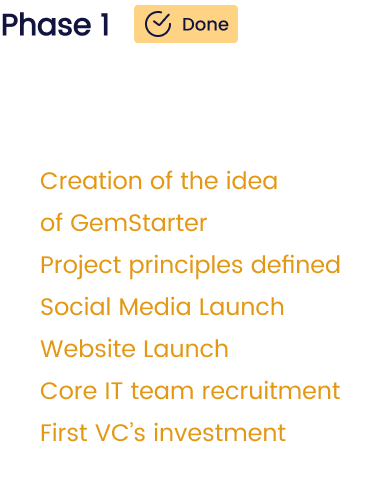 Phase 1 Done
Creation of the idea
of GemStarter
Project principles defined
Social Media Launch
Website Launch
Core IT team recruitment
First VC's investment